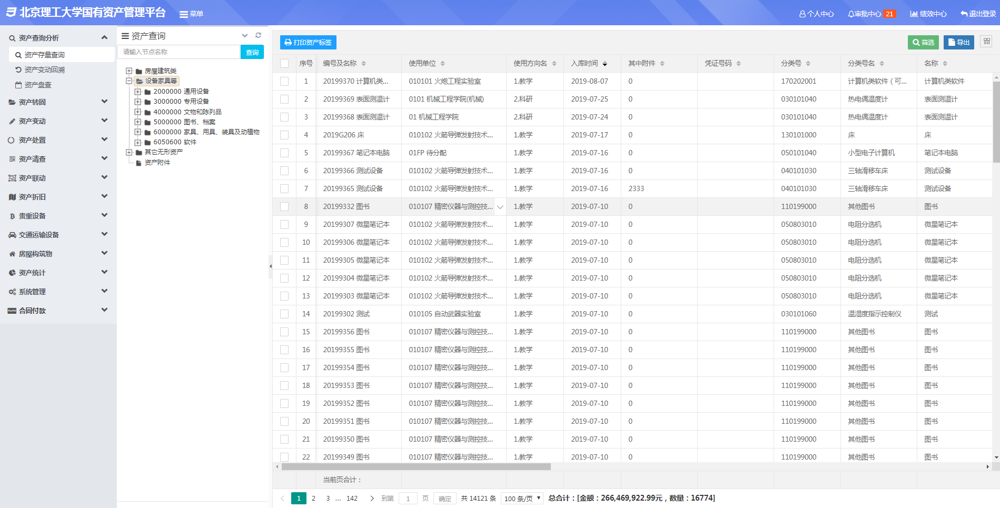 北京理工大学国有资产管理平台 菜单 个人中心 审批中心 21 绩效中心 退出登录
资产查询分析
资产存量查询
资产变动回溯
资产盘查
资产转固
资产变动
资产处置
资产清查
资产联动
资产折旧
贵重设备
交通运输设备
房屋构筑物
资产统计
系统管理
合同付款
资产查询
请输入节点名称 查询
房屋建筑类
设备家具等
2000000 通用设备
3000000 专用设备
4000000 文物和陈列品
5000000 图书、档案
6000000 家具、用具、装具及动植物
6050600 软件
其它无形资产
资产附件
打印资产标签 筛选 导出
序号 编号及名称 使用单位 使用方向名 入库时间 其中附件 凭证号码 分类号 分类号名 名称
1 20199370 计算机类... 010101 火炮工程实验室 1.教学 2019-08-07 0 170202001 计算机类软件（可... 计算机类软件
2 20199369 表面测温计 0101 机械工程学院(机械) 2.科研 2019-07-25 0 030101040 热电偶温度计 表面测温计
3 20199368 表面测温计 01 机械工程学院 2.科研 2019-07-24 0 030101040 热电偶温度计 表面测温计
4 2019G206 床 010102 火箭导弹发射技术... 1.教学 2019-07-17 0 130101000 床 床
5 20199367 笔记本电脑 01FP 待分配 1.教学 2019-07-16 0 050101040 小型电子计算机 笔记本电脑
6 20199366 测试设备 010102 火箭导弹发射技术... 1.教学 2019-07-16 0 040101030 三轴滑移车床 测试设备
7 20199365 测试设备 010102 火箭导弹发射技术... 1.教学 2019-07-16 2333 040101030 三轴滑移车床 测试设备
8 20199332 图书 010107 精密仪器与测控技... 1.教学 2019-07-10 0 110199000 其他图书 图书
9 20199307 微星笔记本 010102 火箭导弹发射技术... 1.教学 2019-07-10 0 050803010 电阻分选机 微星笔记本
10 20199306 微星笔记本 010102 火箭导弹发射技术... 1.教学 2019-07-10 0 050803010 电阻分选机 微星笔记本
11 20199305 微星笔记本 010102 火箭导弹发射技术... 1.教学 2019-07-10 0 050803010 电阻分选机 微星笔记本
12 20199304 微星笔记本 010102 火箭导弹发射技术... 1.教学 2019-07-10 0 050803010 电阻分选机 微星笔记本
13 20199303 微星笔记本 010102 火箭导弹发射技术... 1.教学 2019-07-10 0 050803010 电阻分选机 微星笔记本
14 20199302 测试 010105 自动武器实验室 1.教学 2019-07-10 0 030101060 温湿度指示控制仪 测试
15 20199356 图书 010107 精密仪器与测控技... 1.教学 2019-07-10 0 110199000 其他图书 图书
16 20199355 图书 010107 精密仪器与测控技... 1.教学 2019-07-10 0 110199000 其他图书 图书
17 20199354 图书 010107 精密仪器与测控技... 1.教学 2019-07-10 0 110199000 其他图书 图书
18 20199353 图书 010107 精密仪器与测控技... 1.教学 2019-07-10 0 110199000 其他图书 图书
19 20199352 图书 010107 精密仪器与测控技... 1.教学 2019-07-10 0 110199000 其他图书 图书
20 20199351 图书 010107 精密仪器与测控技... 1.教学 2019-07-10 0 110199000 其他图书 图书
21 20199350 图书 010107 精密仪器与测控技... 1.教学 2019-07-10 0 110199000 其他图书 图书
22 20199349 图书 010107 精密仪器与测控技... 1.教学 2019-07-10 0 110199000 其他图书 图书
当前页合计：
1 2 3 ... 142 到第 1 页 确定 共 14121 条 100 条/页 总合计：[金额：266,469,922.99元，数量：16774]